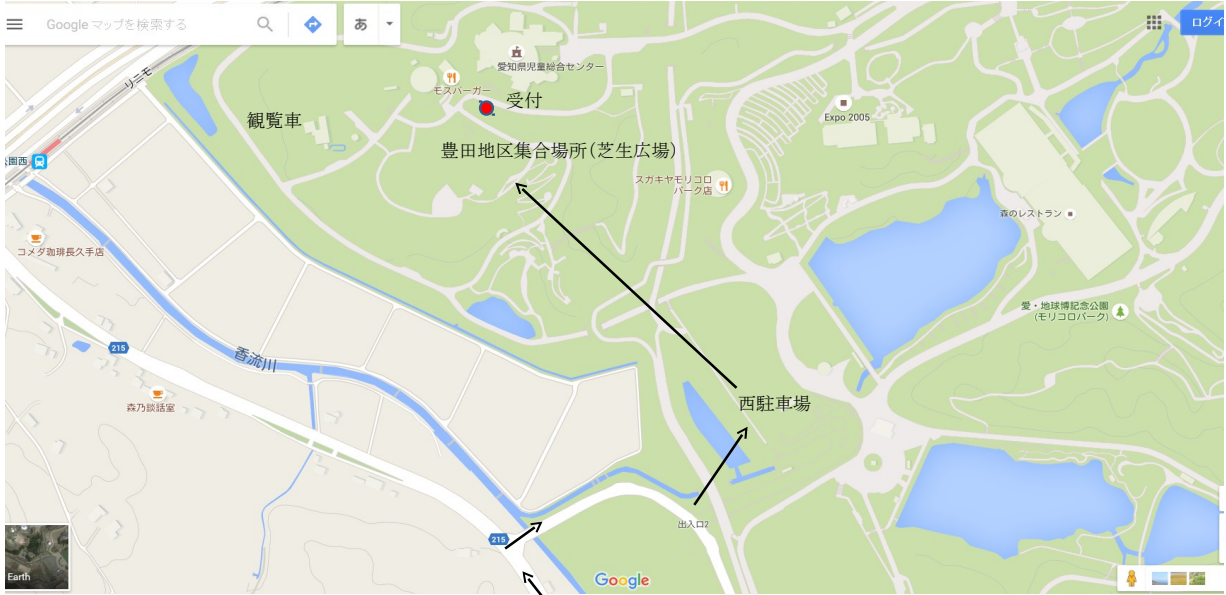 Google マップを検索する
あ
ログイ
リニモ
愛知県児童総合センター
モスバーガー
受付
観覧車
Expo 2005
豊田地区集合場所(芝生広場)
公園西
スガキヤモリコロ
パーク店
森のレストラン
コメダ珈琲長久手店
愛・地球博記念公園
(モリコロパーク)
215
香流川
森乃談話室
西駐車場
出入口2
215
Earth
Google